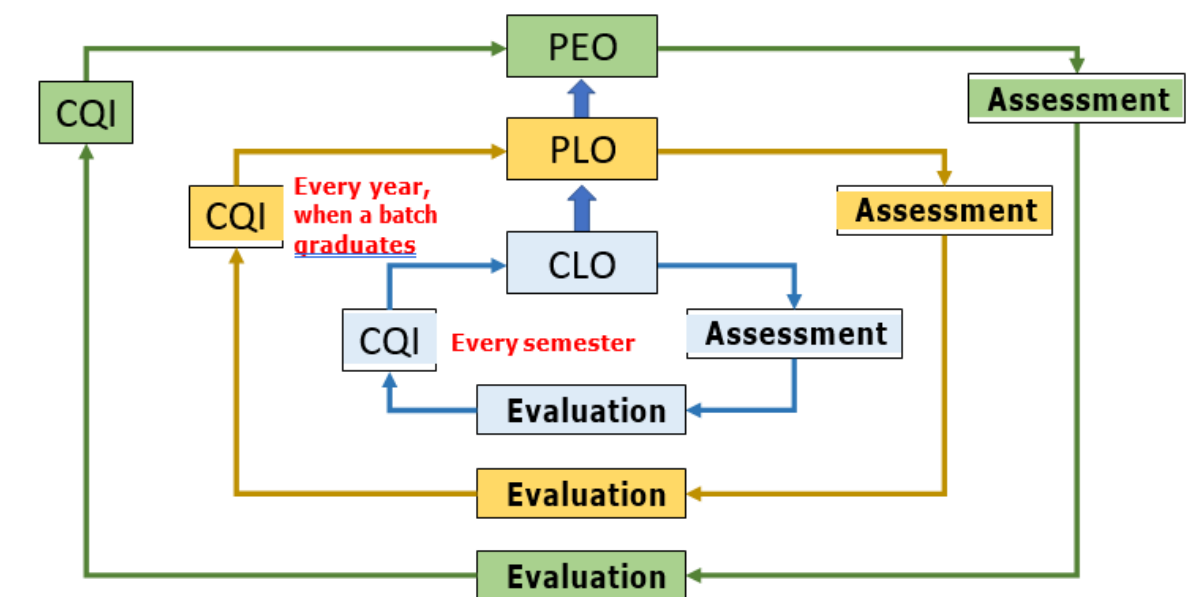 PEO
CQI
Assessment
PLO
Every year,
when a batch
graduates
CQI
Assessment
CLO
CQI
Every semester
Assessment
Evaluation
Evaluation
Evaluation